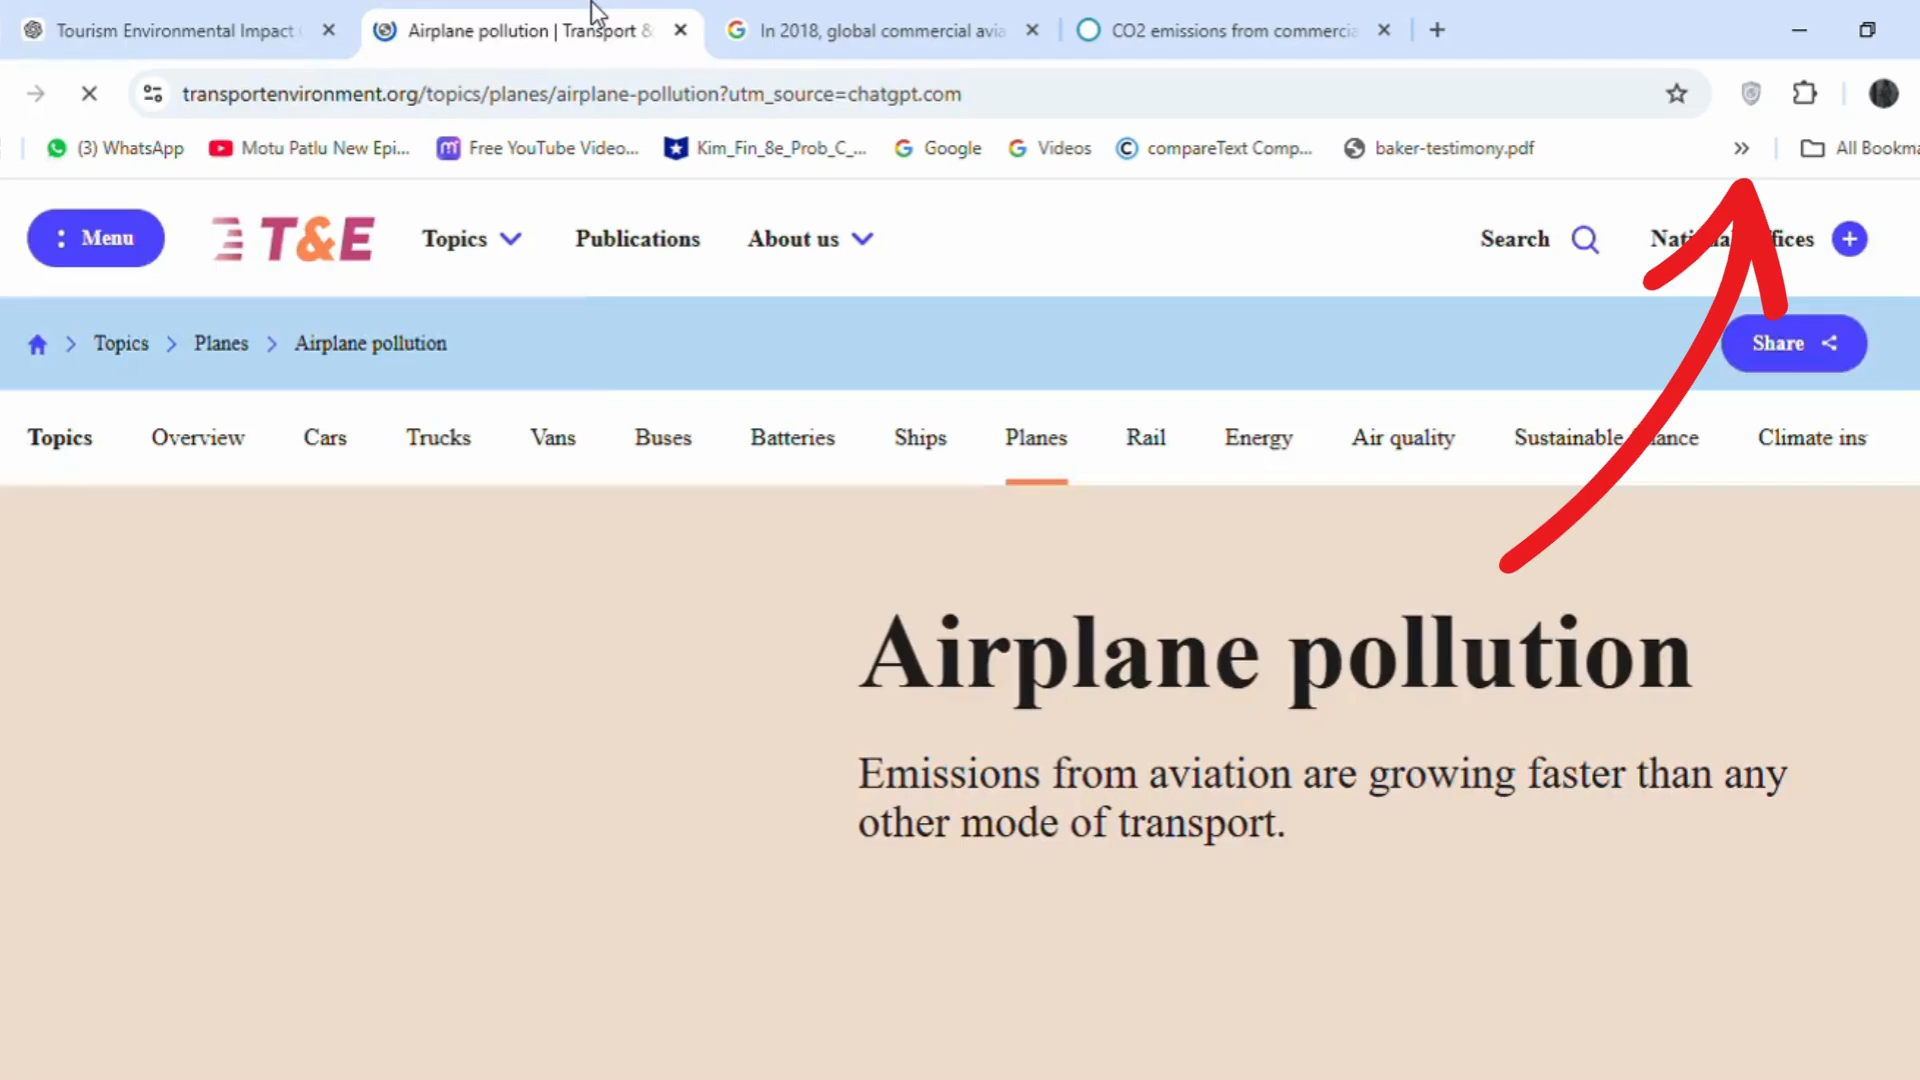 Tourism Environmental Impact
Airplane pollution | Transport &
In 2018, global commercial avia
CO2 emissions from commercia
transportenvironment.org/topics/planes/airplane-pollution?utm_source=chatgpt.com
(3) WhatsApp
Motu Patlu New Epi...
Free YouTube Video...
Kim_Fin_8e_Prob_C_...
Google
Videos
compareText Comp...
baker-testimony.pdf
»
All Bookma
Menu
T&E
Topics
Publications
About us
Search
Share
Topics
Planes
Airplane pollution
Topics
Overview
Cars
Trucks
Vans
Buses
Batteries
Ships
Planes
Rail
Energy
Air quality
Sustainable
Climate ins
Airplane pollution
Emissions from aviation are growing faster than any
other mode of transport.